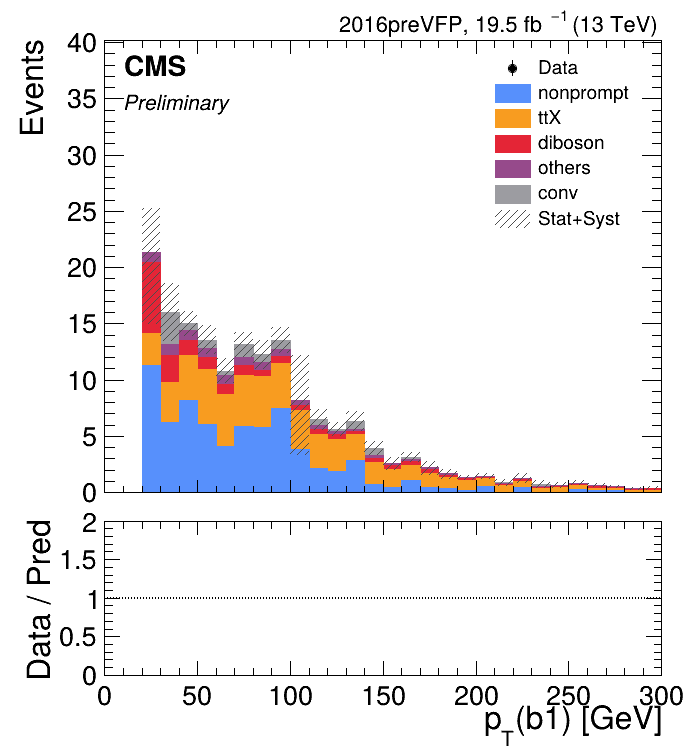 2016preVFP, 19.5 fb⁻¹ (13 TeV)
Events
40
35
30
25
20
15
10
5
0
CMS
Preliminary
Data
nonprompt
ttX
diboson
others
conv
Stat+Syst
Data / Pred
2
1.5
1
0.5
0
0 50 100 150 200 250 300
p_T(b1) [GeV]